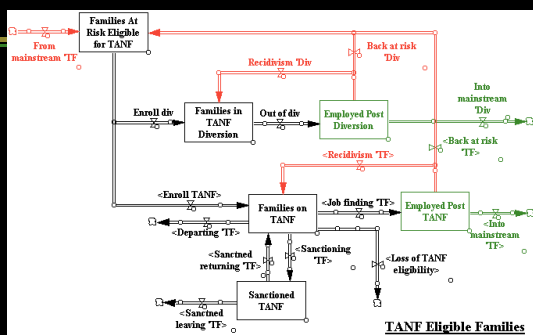 Families At
Risk Eligible
for TANF
From
mainstream 'TF
Recidivism 'Div
Back at risk
'Div
Into
mainstream
'Div
Enroll div
Families in
TANF
Diversion
Out of div
Employed Post
Diversion
<Back at risk
'TF>
<Recidivism 'TF>
<Enroll TANF>
Families on
TANF
<Job finding 'TF>
Employed Post
TANF
<Departing 'TF>
<Into
mainstream
'TF>
<Sanctned
returning 'TF>
<Sanctioning
'TF>
<Loss of TANF
eligibility>
Sanctioned
TANF
<Sanctned
leaving 'TF>
TANF Eligible Families